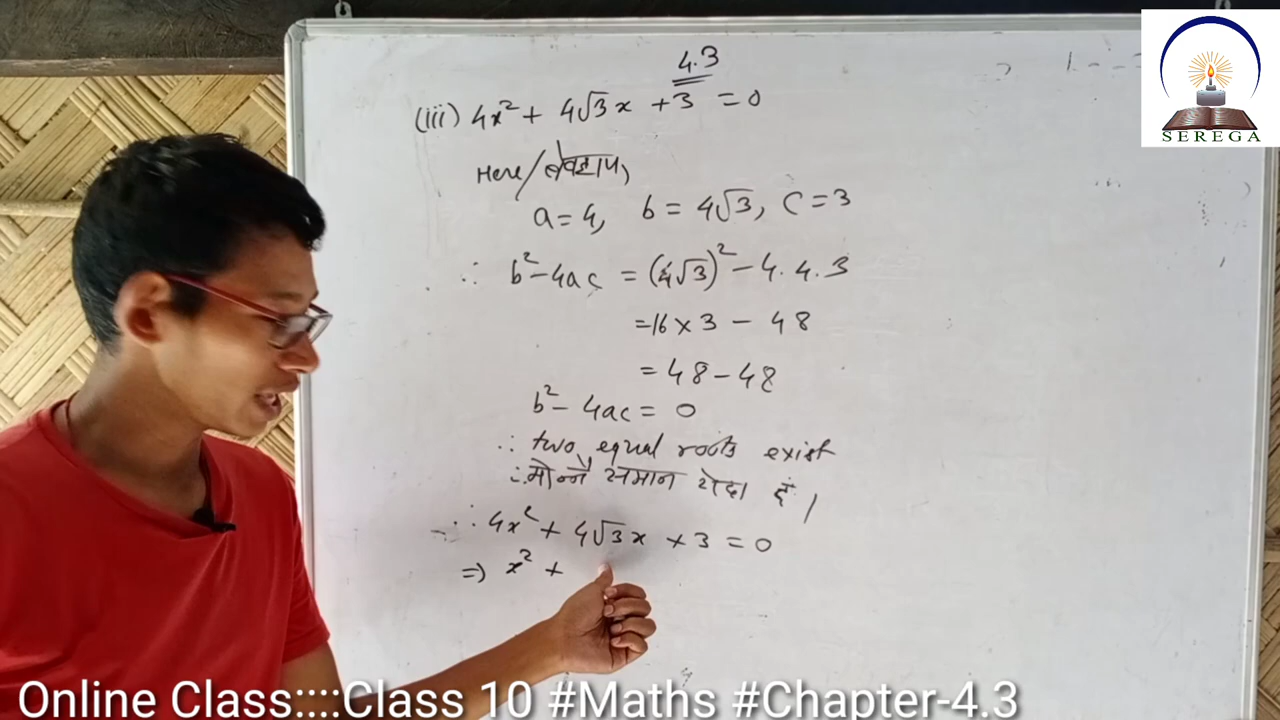 4.3
(iii) 4x² + 4√3x + 3 = 0
Here/
a = 4, b = 4√3, c = 3
∴ b² - 4ac = (4√3)² - 4.4.3
= 16 × 3 - 48
= 48 - 48
b² - 4ac = 0
∴ two equal roots exist
∴ समान
∴ 4x² + 4√3x + 3 = 0
⇒ x² +
SEREGA
Online Class::::Class 10 #Maths #Chapter-4.3